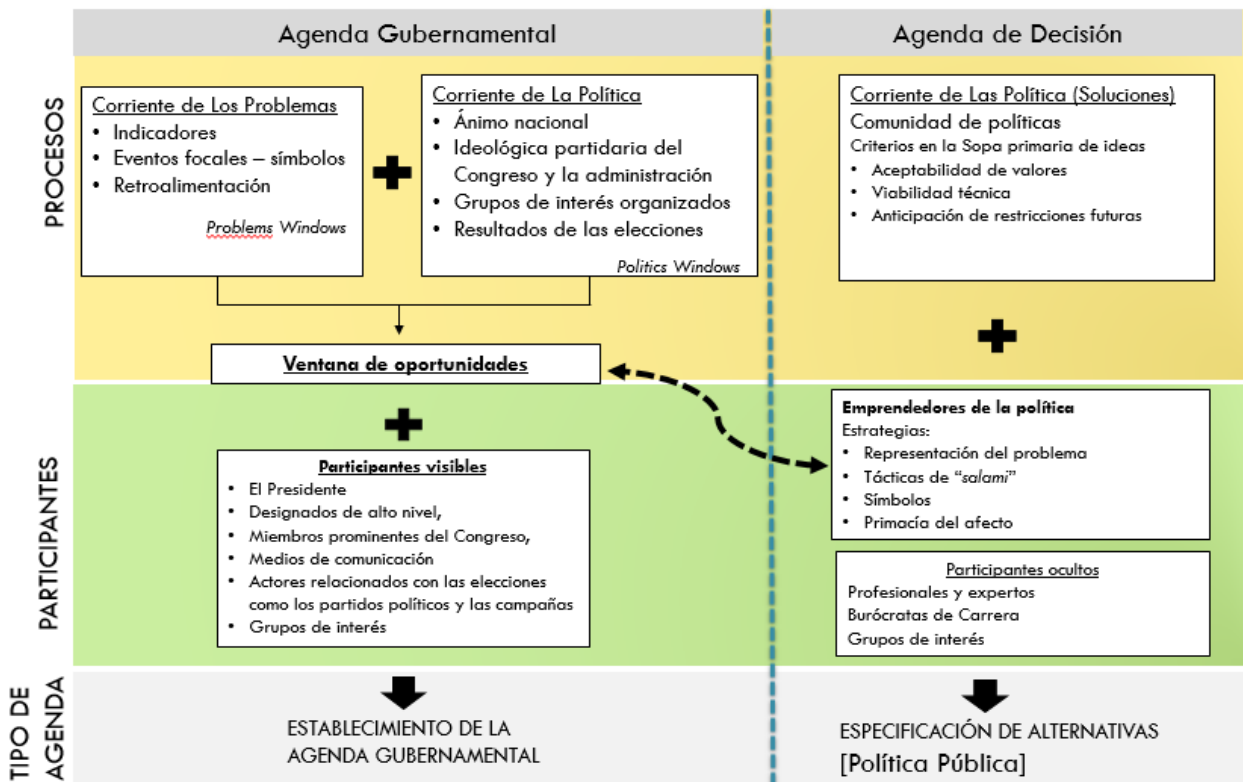 Agenda Gubernamental
Agenda de Decisión
PROCESOS
Corriente de Los Problemas
• Indicadores
• Eventos focales – símbolos
• Retroalimentación
Problems Windows
Corriente de La Política
• Ánimo nacional
• Ideológica partidaria del
Congreso y la administración
• Grupos de interés organizados
• Resultados de las elecciones
Politics Windows
Corriente de Las Política (Soluciones)
Comunidad de políticas
Criterios en la Sopa primaria de ideas
• Aceptabilidad de valores
• Viabilidad técnica
• Anticipación de restricciones futuras
Ventana de oportunidades
PARTICIPANTES
Participantes visibles
• El Presidente
• Designados de alto nivel,
• Miembros prominentes del Congreso,
• Medios de comunicación
• Actores relacionados con las elecciones
como los partidos políticos y las campañas
• Grupos de interés
Emprendedores de la política
Estrategias:
• Representación del problema
• Tácticas de “salami”
• Símbolos
• Primacía del afecto
Participantes ocultos
Profesionales y expertos
Burócratas de Carrera
Grupos de interés
TIPO DE
AGENDA
ESTABLECIMIENTO DE LA
AGENDA GUBERNAMENTAL
ESPECIFICACIÓN DE ALTERNATIVAS
[Política Pública]